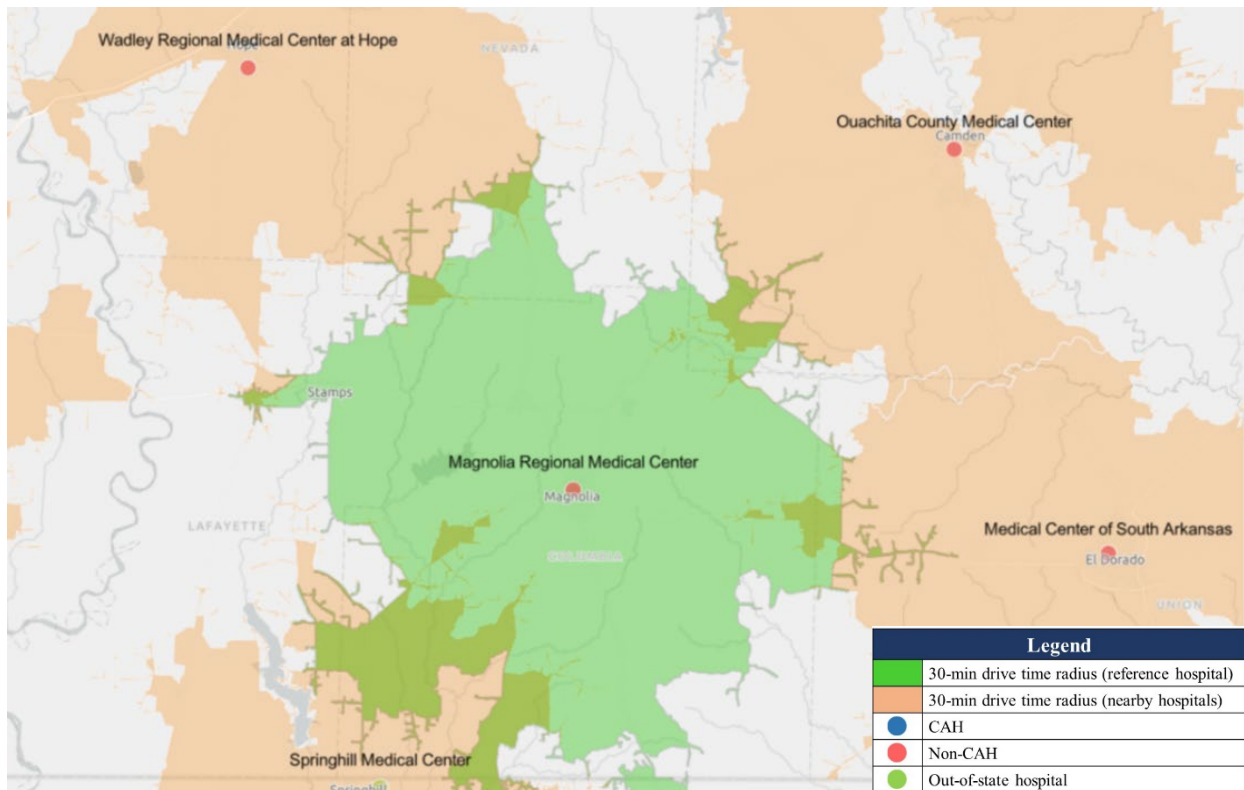 Wadley Regional Medical Center at Hope
Hope
NEVADA
Ouachita County Medical Center
Camden
Stamps
Magnolia Regional Medical Center
Magnolia
LAFAYETTE
COLUMBIA
Medical Center of South Arkansas
El Dorado
UNION
Springhill Medical Center
Springhill
Legend
30-min drive time radius (reference hospital)
30-min drive time radius (nearby hospitals)
CAH
Non-CAH
Out-of-state hospital